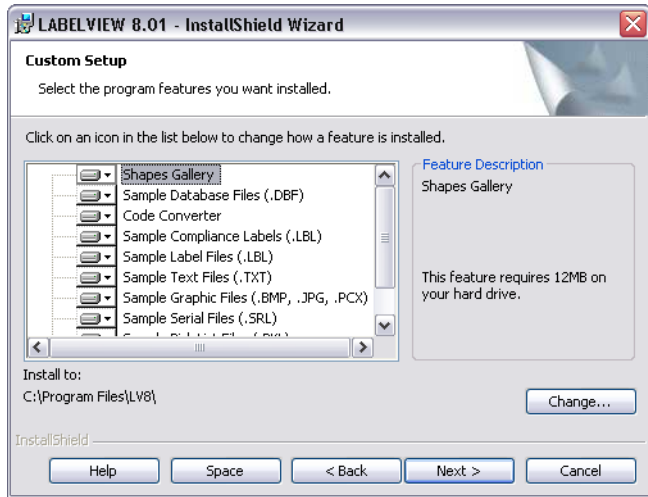 LABELVIEW 8.01 - InstallShield Wizard
Custom Setup
Select the program features you want installed.
Click on an icon in the list below to change how a feature is installed.
Shapes Gallery
Sample Database Files (.DBF)
Code Converter
Sample Compliance Labels (.LBL)
Sample Label Files (.LBL)
Sample Text Files (.TXT)
Sample Graphic Files (.BMP, .JPG, .PCX)
Sample Serial Files (.SRL)
Feature Description
Shapes Gallery
This feature requires 12MB on
your hard drive.
Install to:
C:\Program Files\LV8\
Change...
InstallShield
Help
Space
< Back
Next >
Cancel